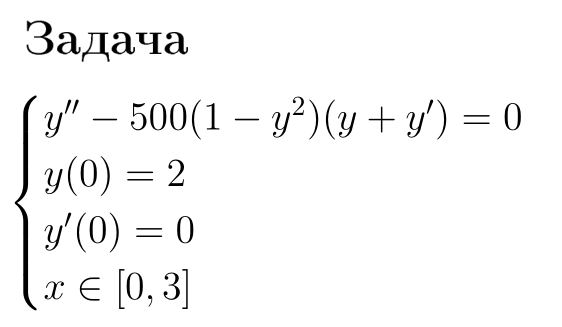 Задача
y′′ − 500(1 − y²)(y + y′) = 0
y(0) = 2
y′(0) = 0
x ∈ [0, 3]